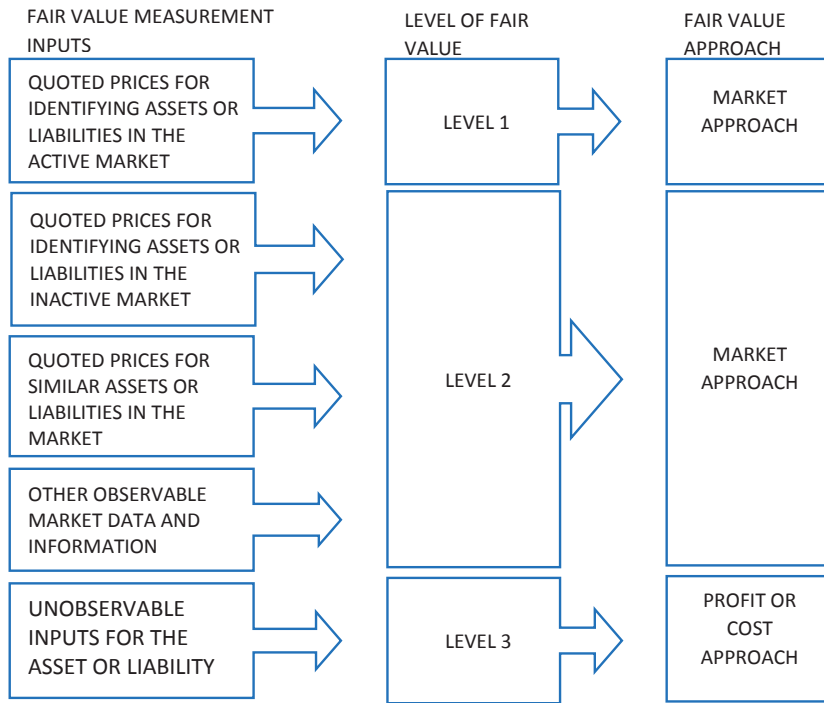 FAIR VALUE MEASUREMENT
INPUTS
LEVEL OF FAIR
VALUE
FAIR VALUE
APPROACH
QUOTED PRICES FOR
IDENTIFYING ASSETS OR
LIABILITIES IN THE
ACTIVE MARKET
LEVEL 1
MARKET
APPROACH
QUOTED PRICES FOR
IDENTIFYING ASSETS OR
LIABILITIES IN THE
INACTIVE MARKET
QUOTED PRICES FOR
SIMILAR ASSETS OR
LIABILITIES IN THE
MARKET
OTHER OBSERVABLE
MARKET DATA AND
INFORMATION
LEVEL 2
MARKET
APPROACH
UNOBSERVABLE
INPUTS FOR THE
ASSET OR LIABILITY
LEVEL 3
PROFIT OR
COST
APPROACH